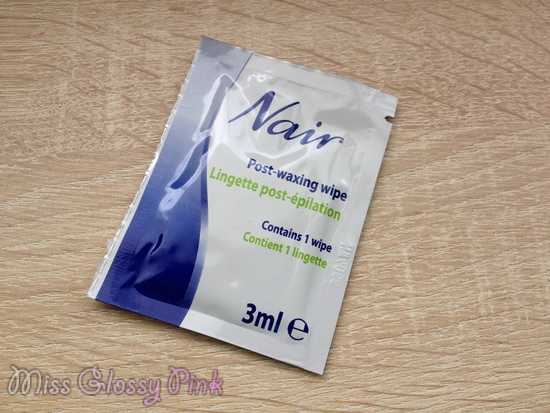 Nair
Post-waxing wipe
Lingette post-épilation
Contains 1 wipe
Contient 1 lingette
3ml e
Miss Glossy Pink